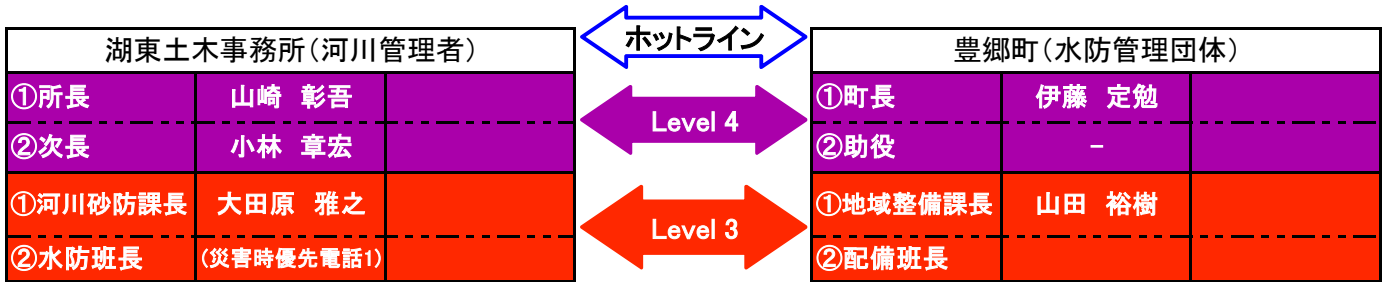 湖東土木事務所(河川管理者)
ホットライン
豊郷町(水防管理団体)
①所長 山崎 彰吾
Level 4
①町長 伊藤 定勉
②次長 小林 章宏
②助役 -
①河川砂防課長 大田原 雅之
Level 3
①地域整備課長 山田 裕樹
②水防班長 (災害時優先電話1)
②配備班長